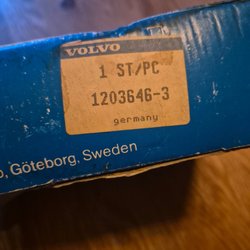 VOLVO
1 ST/PC
1203646-3
germany
Göteborg, Sweden